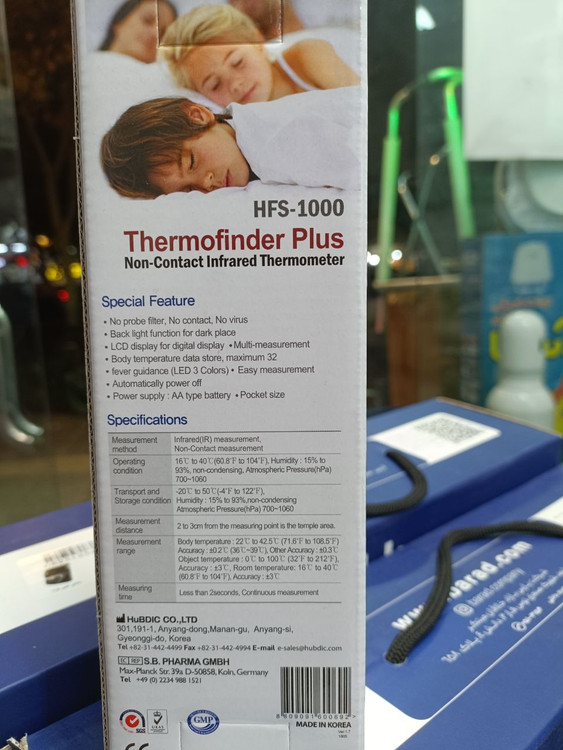 HFS-1000
Thermofinder Plus
Non-Contact Infrared Thermometer
Special Feature
• No probe filter, No contact, No virus
• Back light function for dark place
• LCD display for digital display • Multi-measurement
• Body temperature data store, maximum 32
• fever guidance (LED 3 Colors) • Easy measurement
• Automatically power off
• Power supply : AA type battery • Pocket size
Specifications
Measurement method Infrared(IR) measurement, Non-Contact measurement
Operating condition 16℃ to 40℃(60.8℉ to 104℉), Humidity : 15% to 93%, non-condensing, Atmospheric Pressure(hPa) 700~1060
Transport and Storage condition -20℃ to 50℃(-4℉ to 122℉), Humidity : 15% to 93%,non-condensing Atmospheric Pressure(hPa) 700~1060
Measurement distance 2 to 3cm from the measuring point is the temple area.
Measurement range Body temperature : 22℃ to 42.5℃ (71.6℉ to 108.5℉)
Accuracy : ±0.2℃ (36℃~39℃), Other Accuracy : ±0.3℃
Object temperature : 0℃ to 100℃ (32℉ to 212℉),
Accuracy : ±3℃, Room temperature: 16℃ to 40℃
(60.8℉ to 104℉), Accuracy : ±3℃
Measuring time Less than 2seconds, Continuous measurement
HuBDIC CO.,LTD
301,191-1, Anyang-dong,Manan-gu, Anyang-si,
Gyeonggi-do, Korea
Tel +82-31-442-4499 Fax +82-31-442-4994 E-mail e-sales@hubdic.com
EC REP S.B. PHARMA GMBH
Max-Planck Str: 39a D-50858, Koln, Germany
Tel +49 (0) 2234 988 152)
SGS
GMP
8809091600692
MADE IN KOREA
CE
arad.com